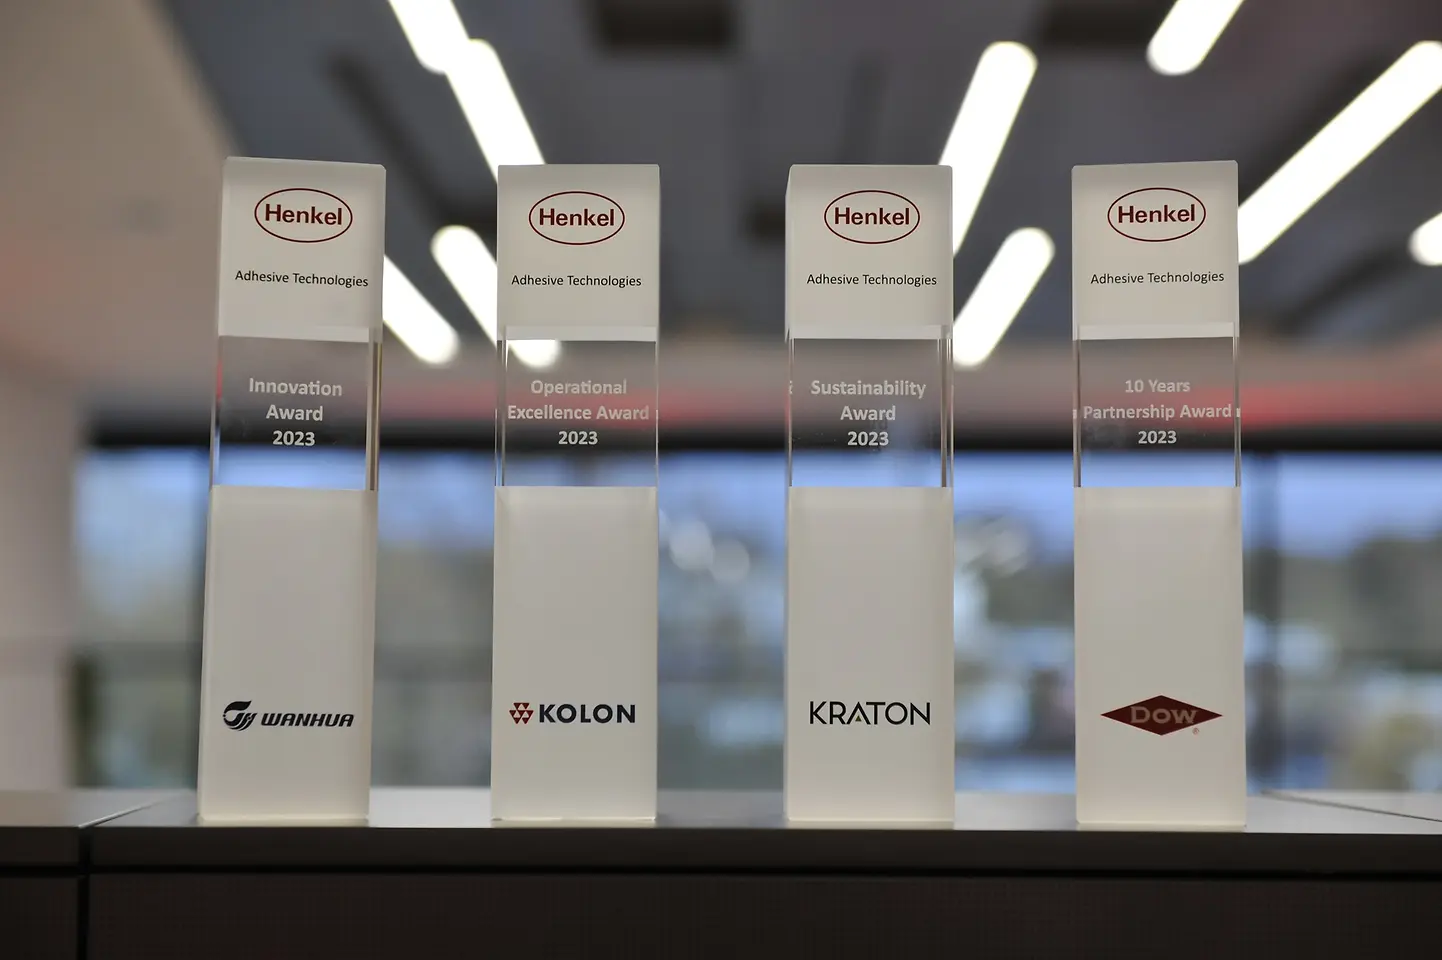 Henkel
Adhesive Technologies
Innovation
Award
2023
WANHUA
Henkel
Adhesive Technologies
Operational
Excellence Award
2023
KOLON
Henkel
Adhesive Technologies
Sustainability
Award
2023
KRATON
Henkel
Adhesive Technologies
10 Years
Partnership Award
2023
Dow
®